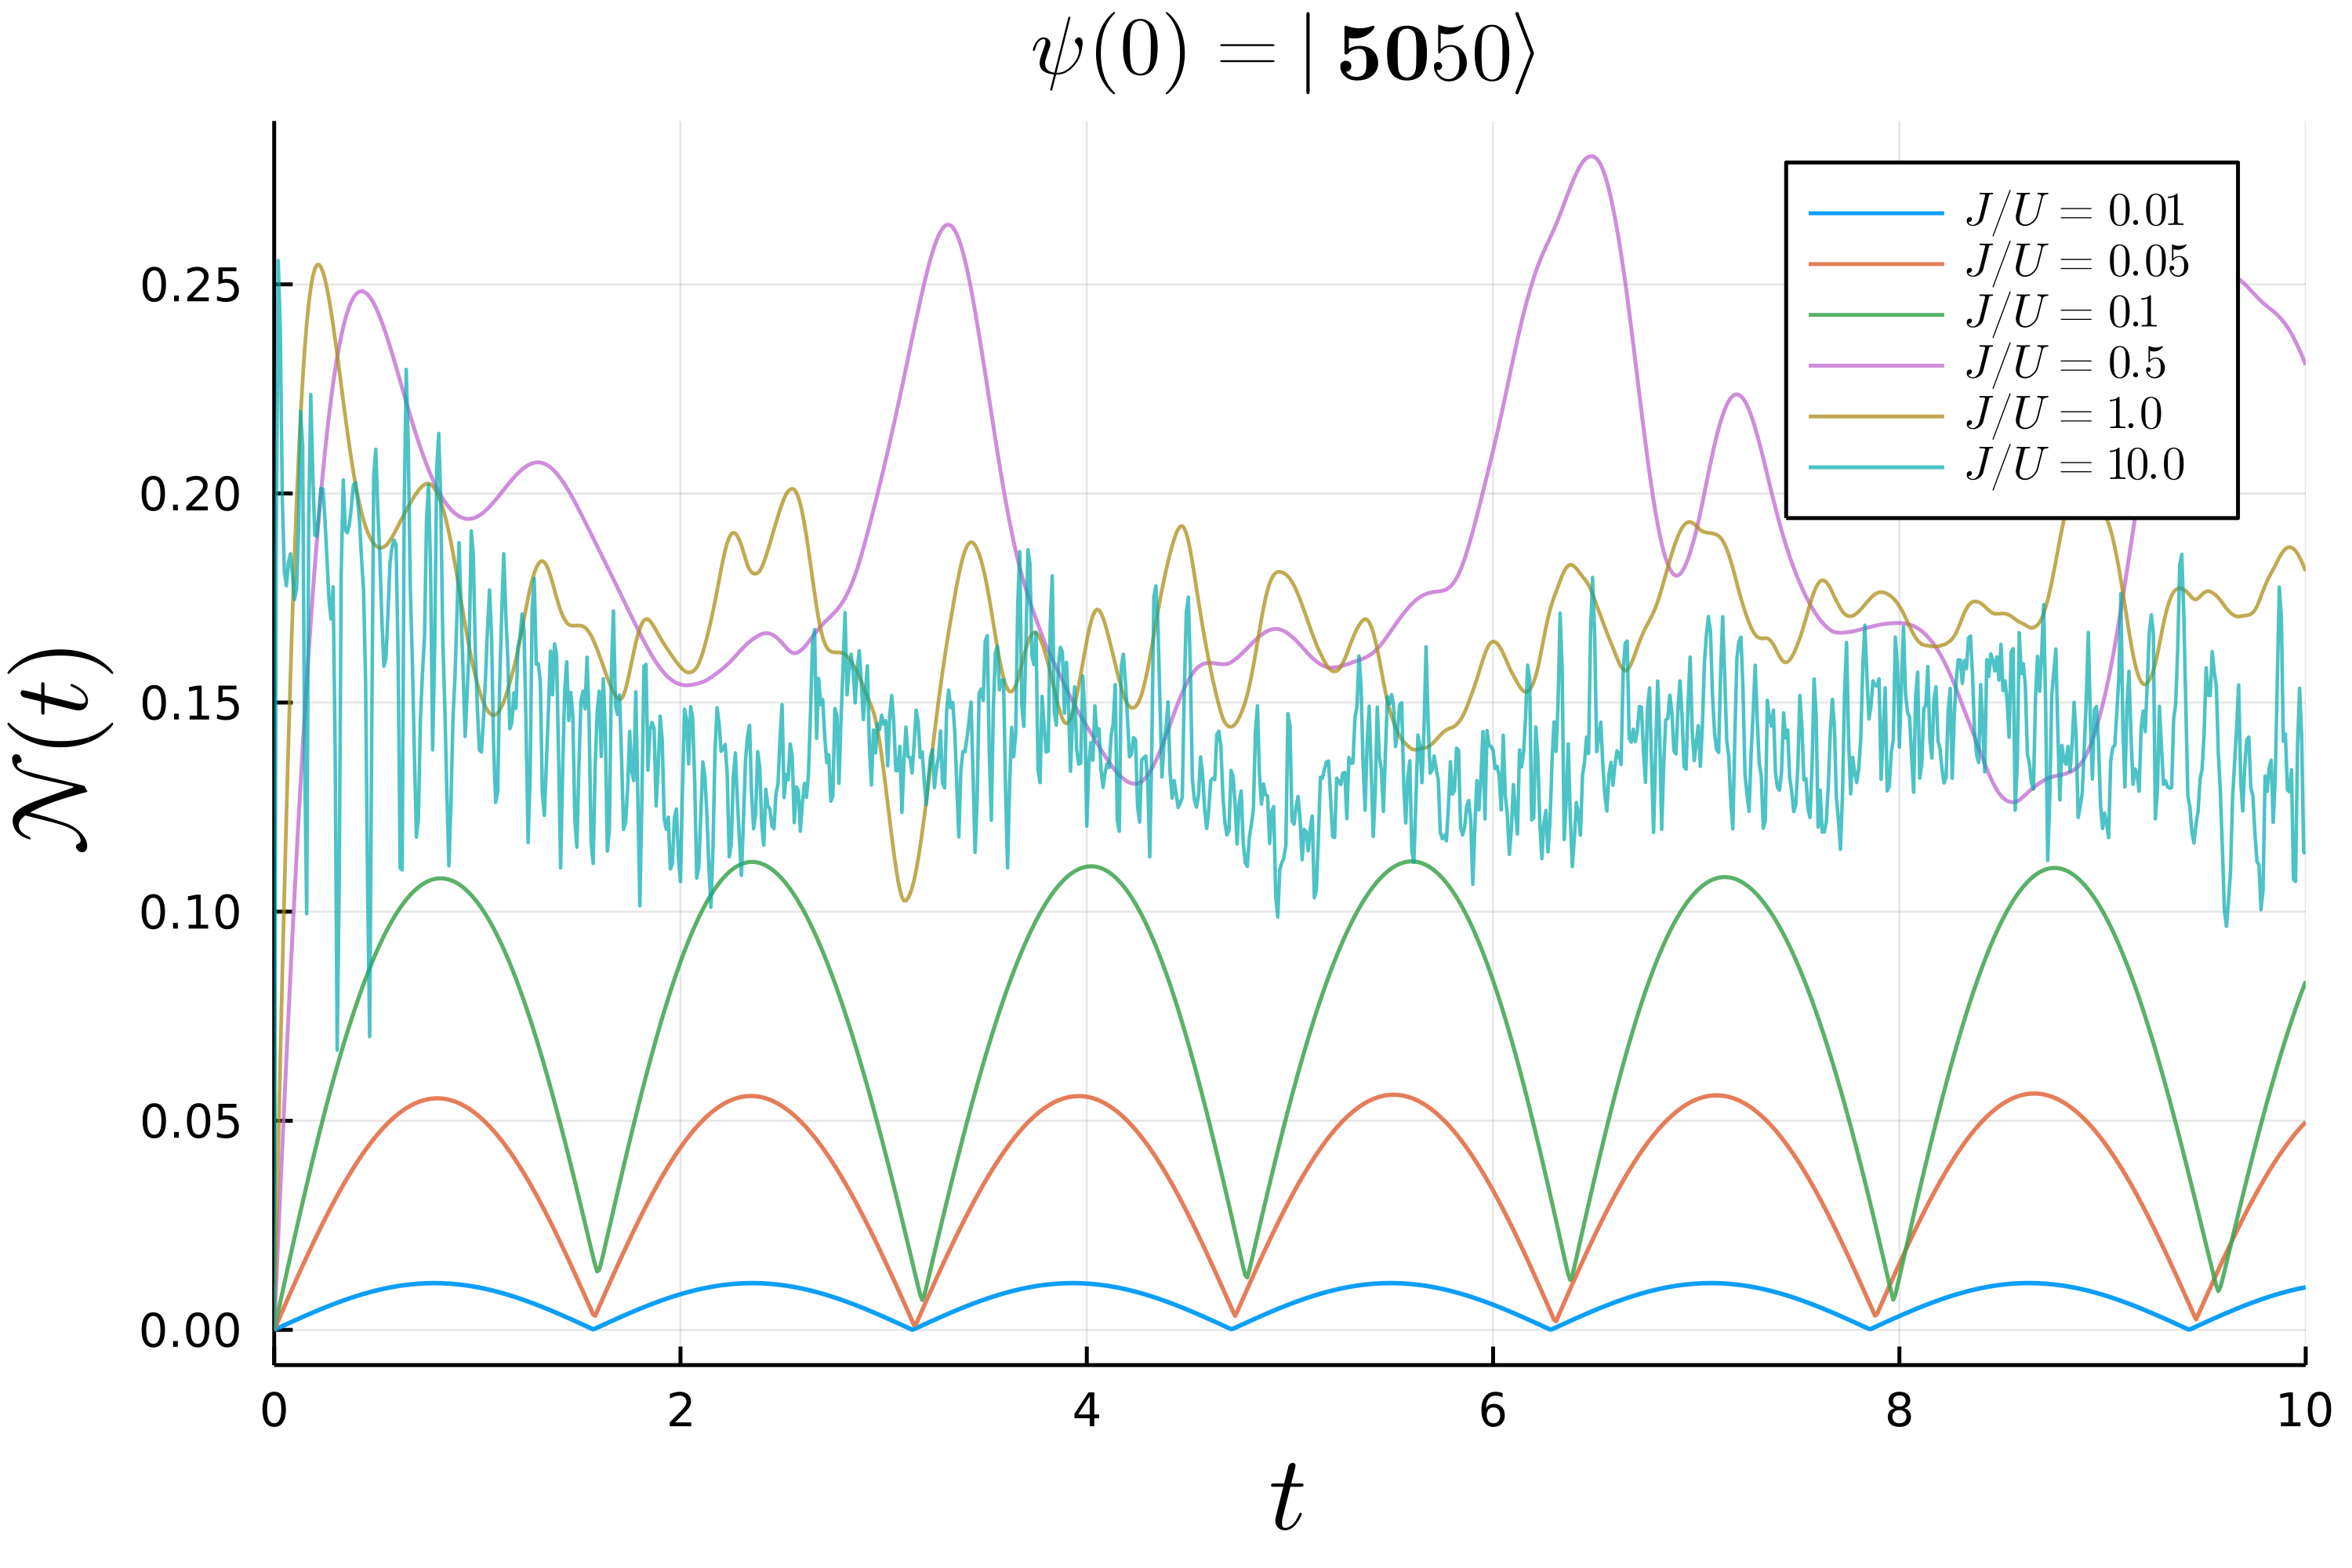 ψ(0) = | 5050⟩
𝒩(t)
0.25
0.20
0.15
0.10
0.05
0.00
J/U = 0.01
J/U = 0.05
J/U = 0.1
J/U = 0.5
J/U = 1.0
J/U = 10.0
0 2 4 6 8 10
t